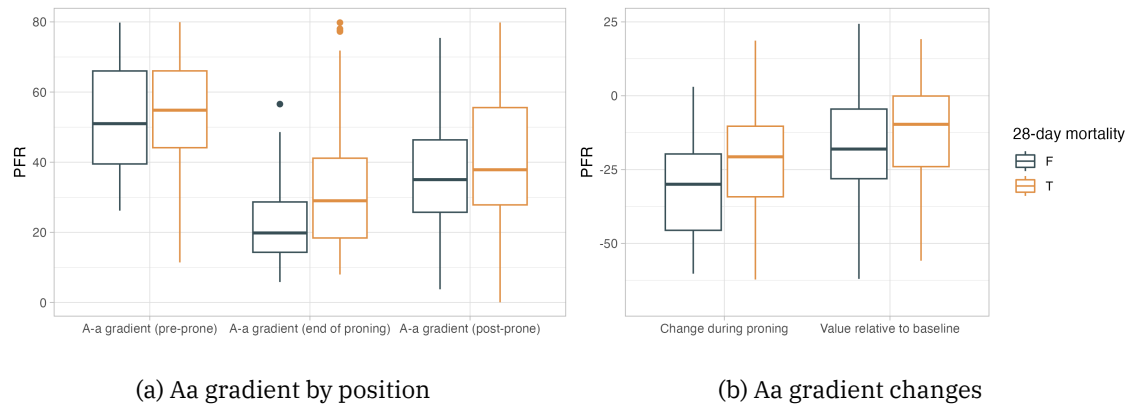 80
60
40
20
0
PFR
A-a gradient (pre-prone)
A-a gradient (end of proning)
A-a gradient (post-prone)
(a) Aa gradient by position
25
0
-25
-50
PFR
Change during proning
Value relative to baseline
28-day mortality
F
T
(b) Aa gradient changes